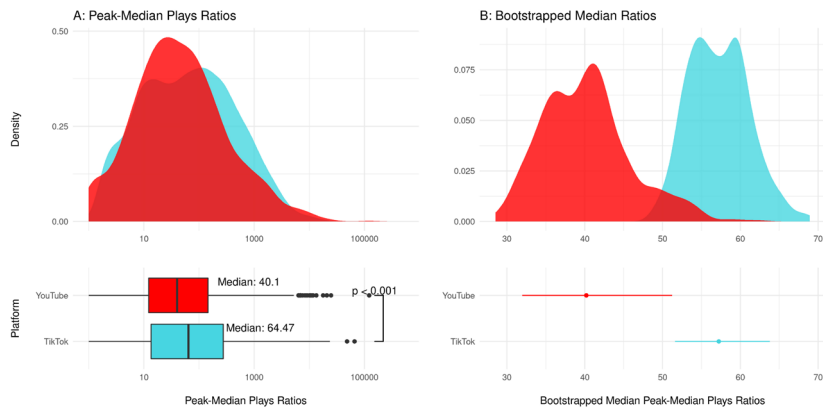 A: Peak-Median Plays Ratios
B: Bootstrapped Median Ratios
Density
0.50
0.25
0.00
10
1000
100000
0.075
0.050
0.025
0.000
30
40
50
60
70
Platform
YouTube
TikTok
Median: 40.1
p < 0.001
Median: 64.47
10
1000
100000
Peak-Median Plays Ratios
YouTube
TikTok
30
40
50
60
70
Bootstrapped Median Peak-Median Plays Ratios